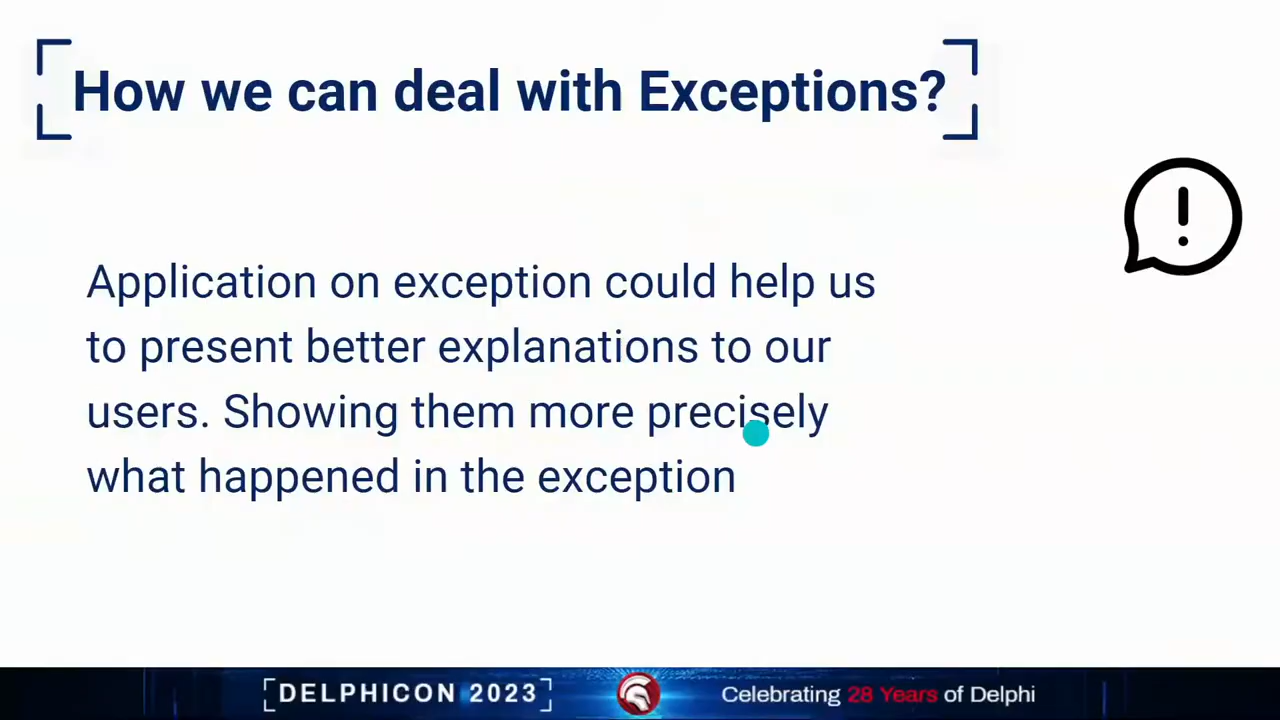 How we can deal with Exceptions?
Application on exception could help us
to present better explanations to our
users. Showing them more precisely
what happened in the exception
DELPHICON 2023
Celebrating 28 Years of Delphi